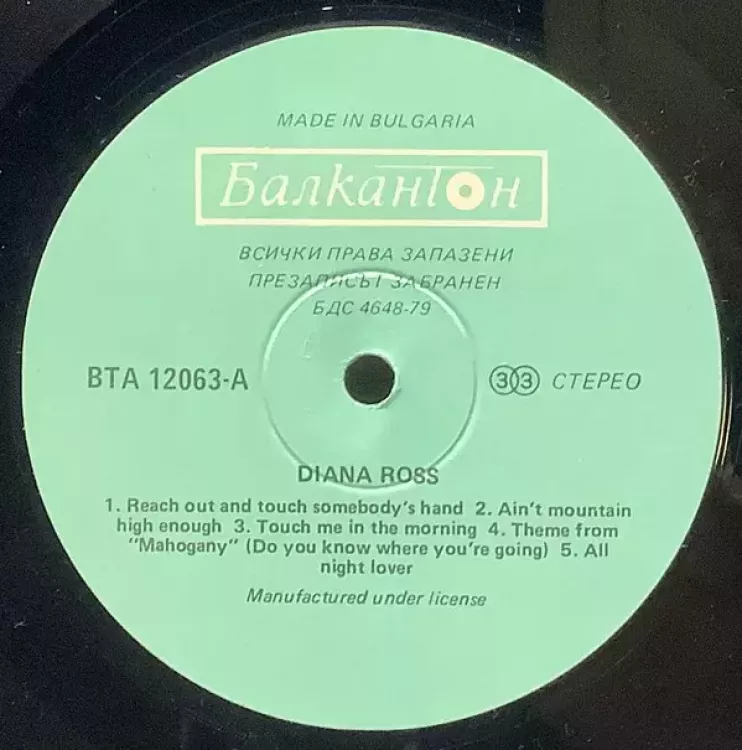 MADE IN BULGARIA
Балкантон
ВСИЧКИ ПРАВА ЗАПАЗЕНИ
ПРЕЗАПИСЪТ ЗАБРАНЕН
БДС 4648-79
ВТА 12063-А
33 СТЕРЕО
DIANA ROSS
1. Reach out and touch somebody's hand 2. Ain't mountain
high enough 3. Touch me in the morning 4. Theme from
"Mahogany" (Do you know where you're going) 5. All
night lover
Manufactured under license